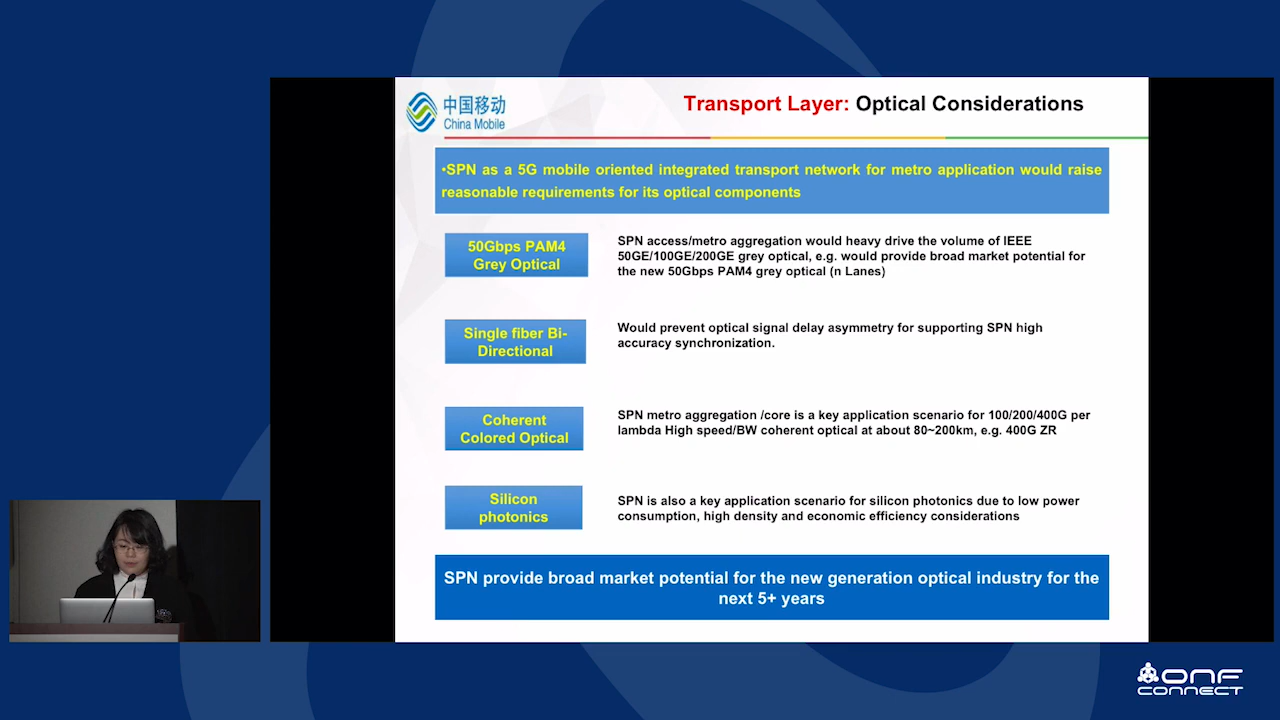 中国移动
China Mobile
Transport Layer: Optical Considerations
•SPN as a 5G mobile oriented integrated transport network for metro application would raise
reasonable requirements for its optical components
50Gbps PAM4
Grey Optical
SPN access/metro aggregation would heavy drive the volume of IEEE
50GE/100GE/200GE grey optical, e.g. would provide broad market potential for
the new 50Gbps PAM4 grey optical (n Lanes)
Single fiber Bi-
Directional
Would prevent optical signal delay asymmetry for supporting SPN high
accuracy synchronization.
Coherent
Colored Optical
SPN metro aggregation /core is a key application scenario for 100/200/400G per
lambda High speed/BW coherent optical at about 80~200km, e.g. 400G ZR
Silicon
photonics
SPN is also a key application scenario for silicon photonics due to low power
consumption, high density and economic efficiency considerations
SPN provide broad market potential for the new generation optical industry for the
next 5+ years
ONF
CONNECT